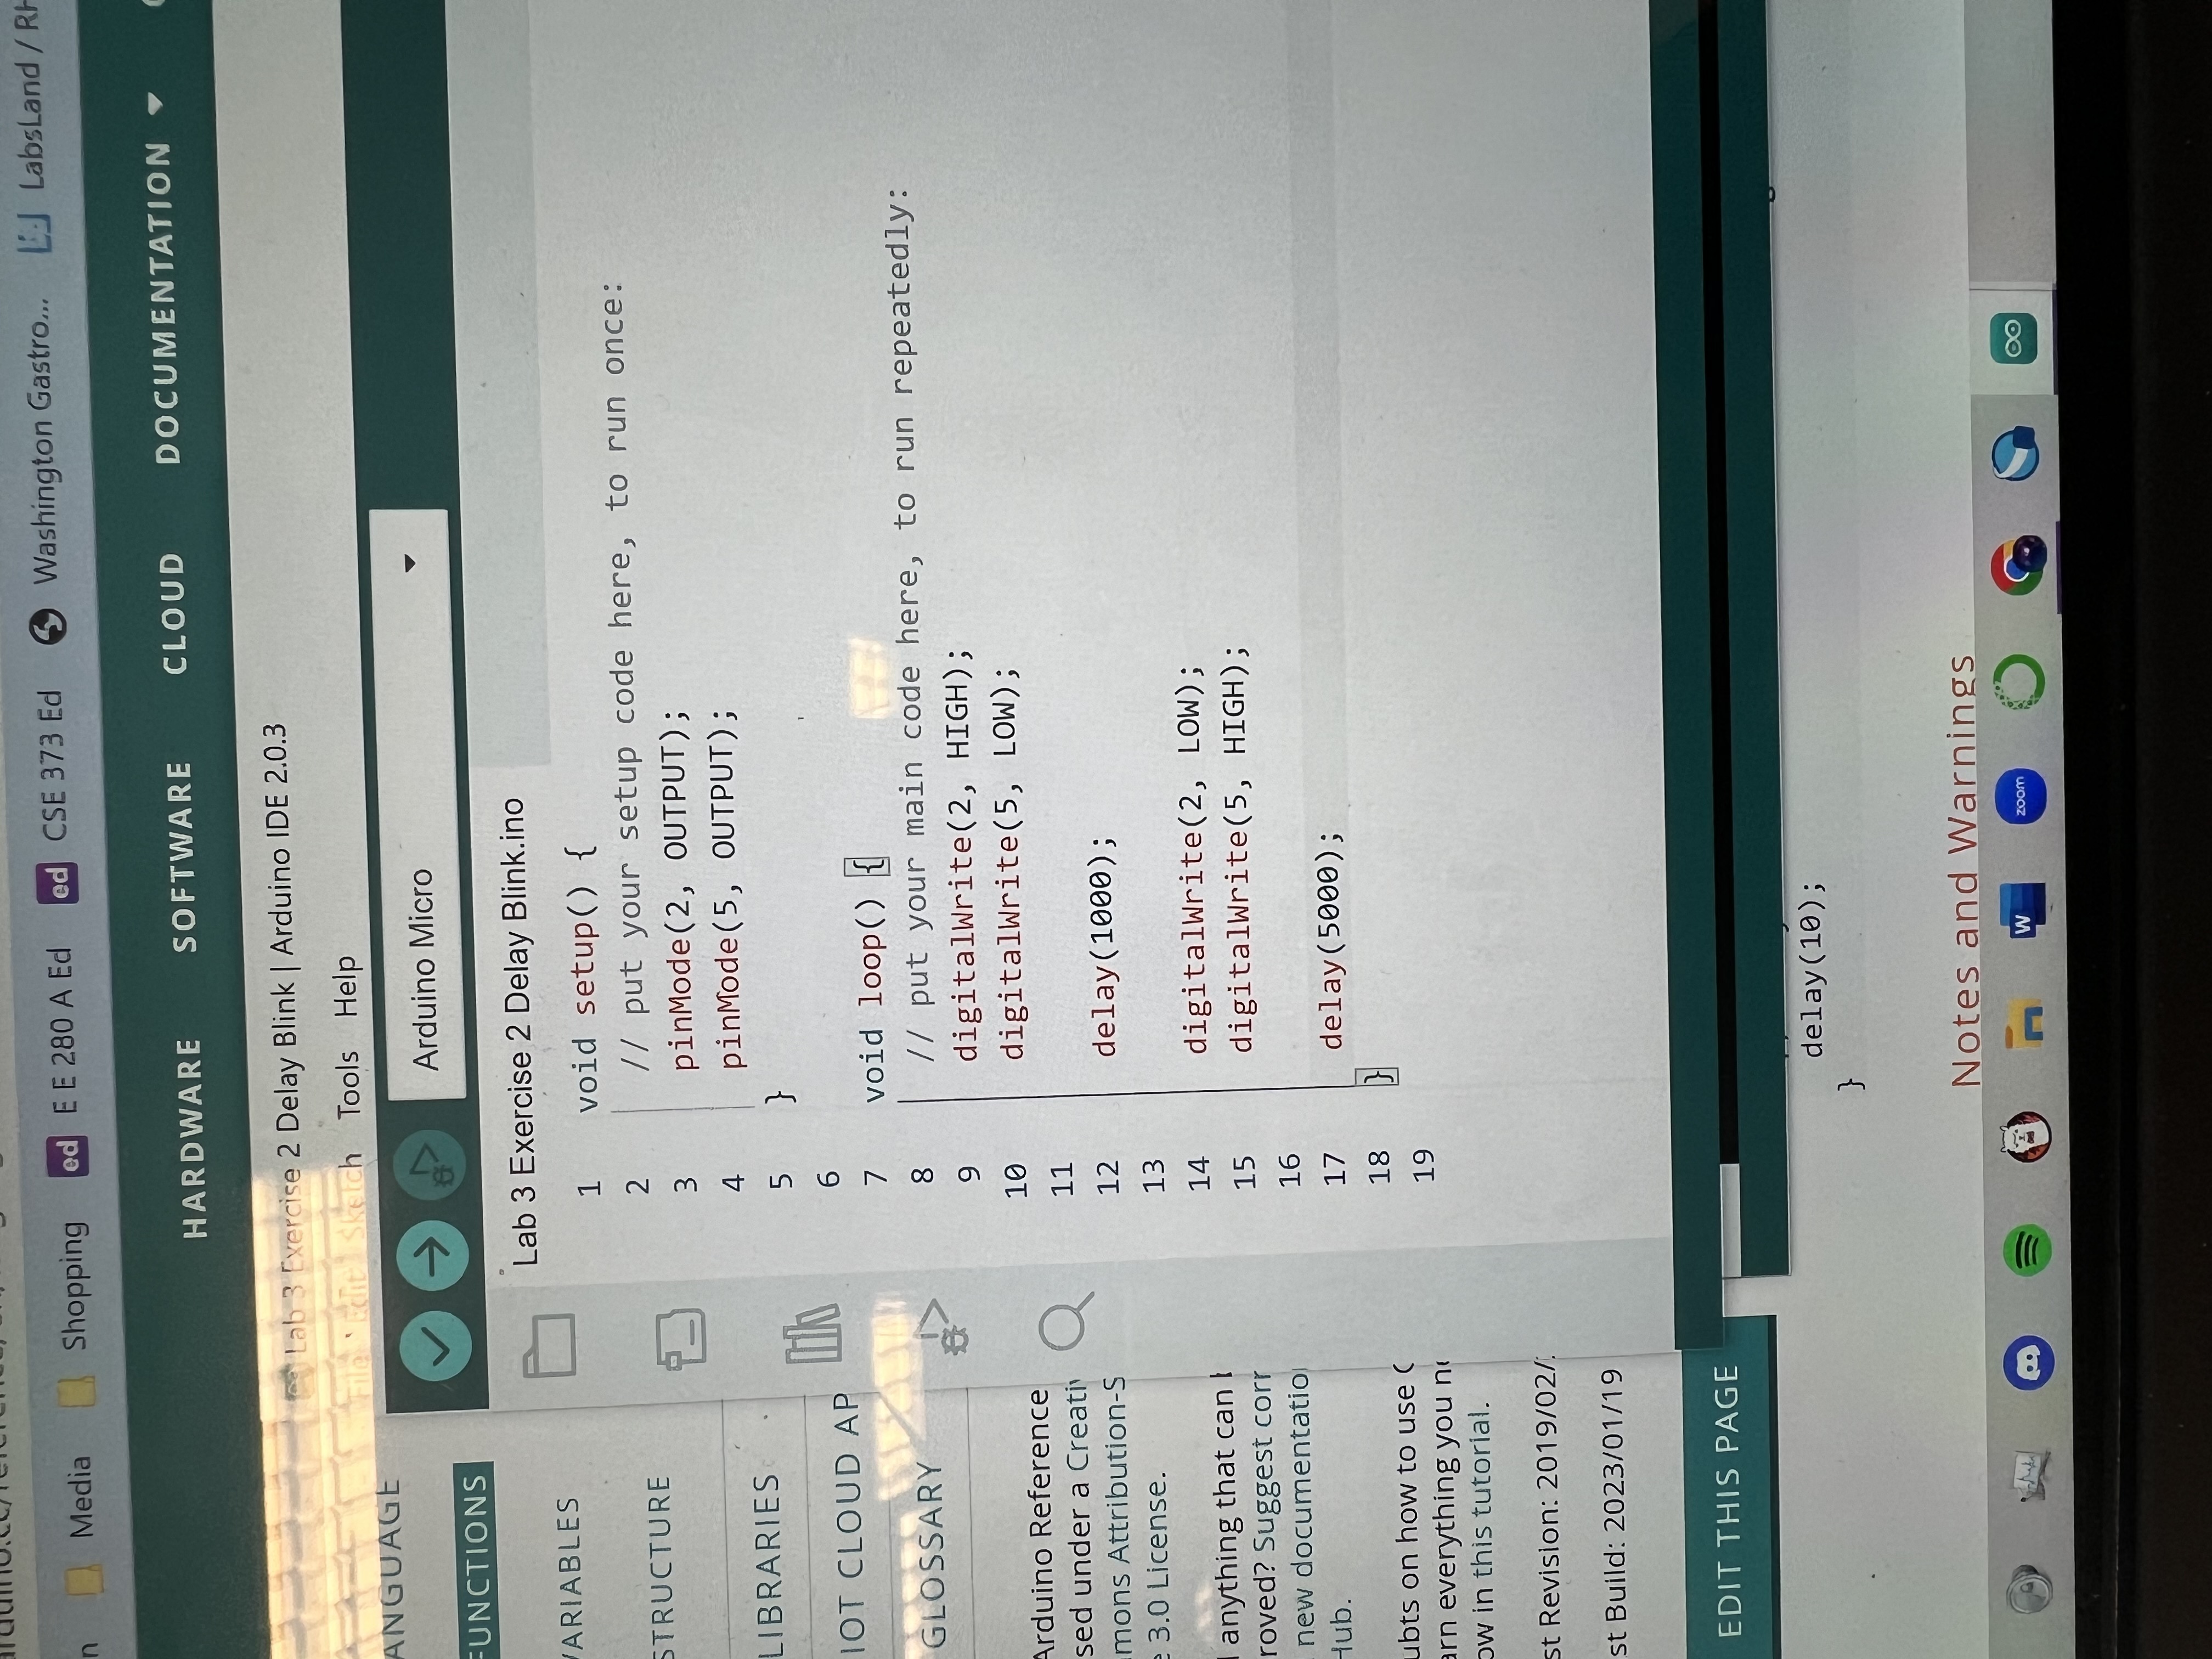 Media Shopping ed E E 280 A Ed ed CSE 373 Ed Washington Gastro... LabsLand / RH
HARDWARE SOFTWARE CLOUD DOCUMENTATION
Lab 3 Exercise 2 Delay Blink | Arduino IDE 2.0.3
File Edit Sketch Tools Help
ANGUAGE
FUNCTIONS
VARIABLES
STRUCTURE
LIBRARIES
IOT CLOUD AP
GLOSSARY
Arduino Reference
sed under a Creativ
mmons Attribution-S
e 3.0 License.
anything that can b
roved? Suggest corr
new documentatio
Hub.
ubts on how to use G
arn everything you ne
ow in this tutorial.
st Revision: 2019/02/
st Build: 2023/01/19
EDIT THIS PAGE
Arduino Micro
Lab 3 Exercise 2 Delay Blink.ino
1 void setup() {
2 // put your setup code here, to run once:
3 pinMode(2, OUTPUT);
4 pinMode(5, OUTPUT);
5 }
6
7 void loop() {
8 // put your main code here, to run repeatedly:
9 digitalWrite(2, HIGH);
10 digitalWrite(5, LOW);
11
12 delay(1000);
13
14 digitalWrite(2, LOW);
15 digitalWrite(5, HIGH);
16
17 delay(5000);
18 }
19
delay(10);
}
Notes and Warnings
W zoom